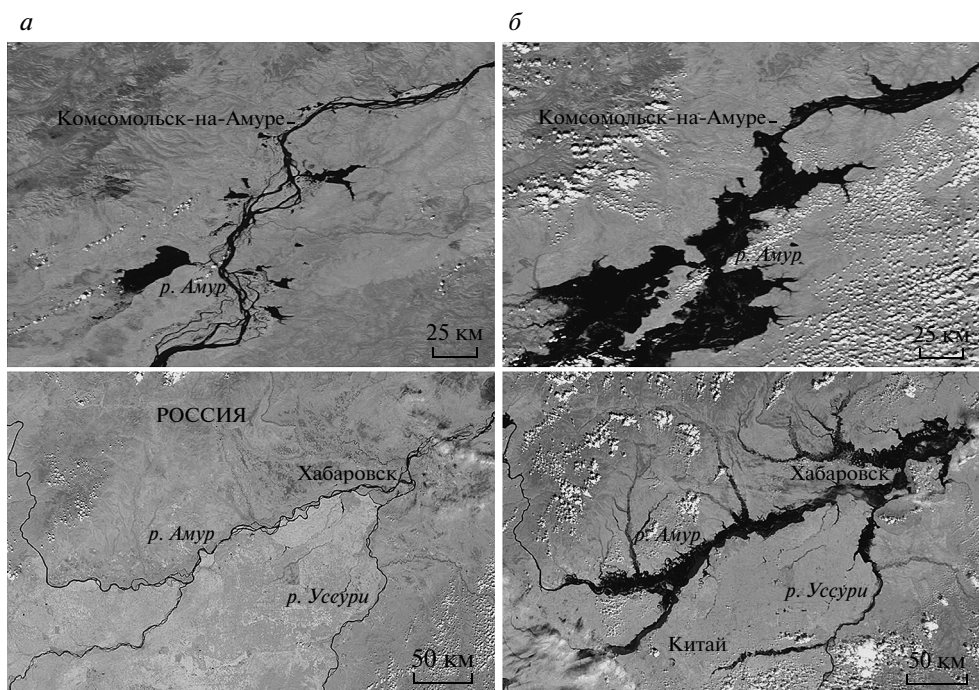 а
б
Комсомольск-на-Амуре
р. Амур
25 км
Комсомольск-на-Амуре
р. Амур
25 км
РОССИЯ
Хабаровск
р. Амур
р. Уссури
50 км
Хабаровск
р. Амур
р. Уссури
Китай
50 км